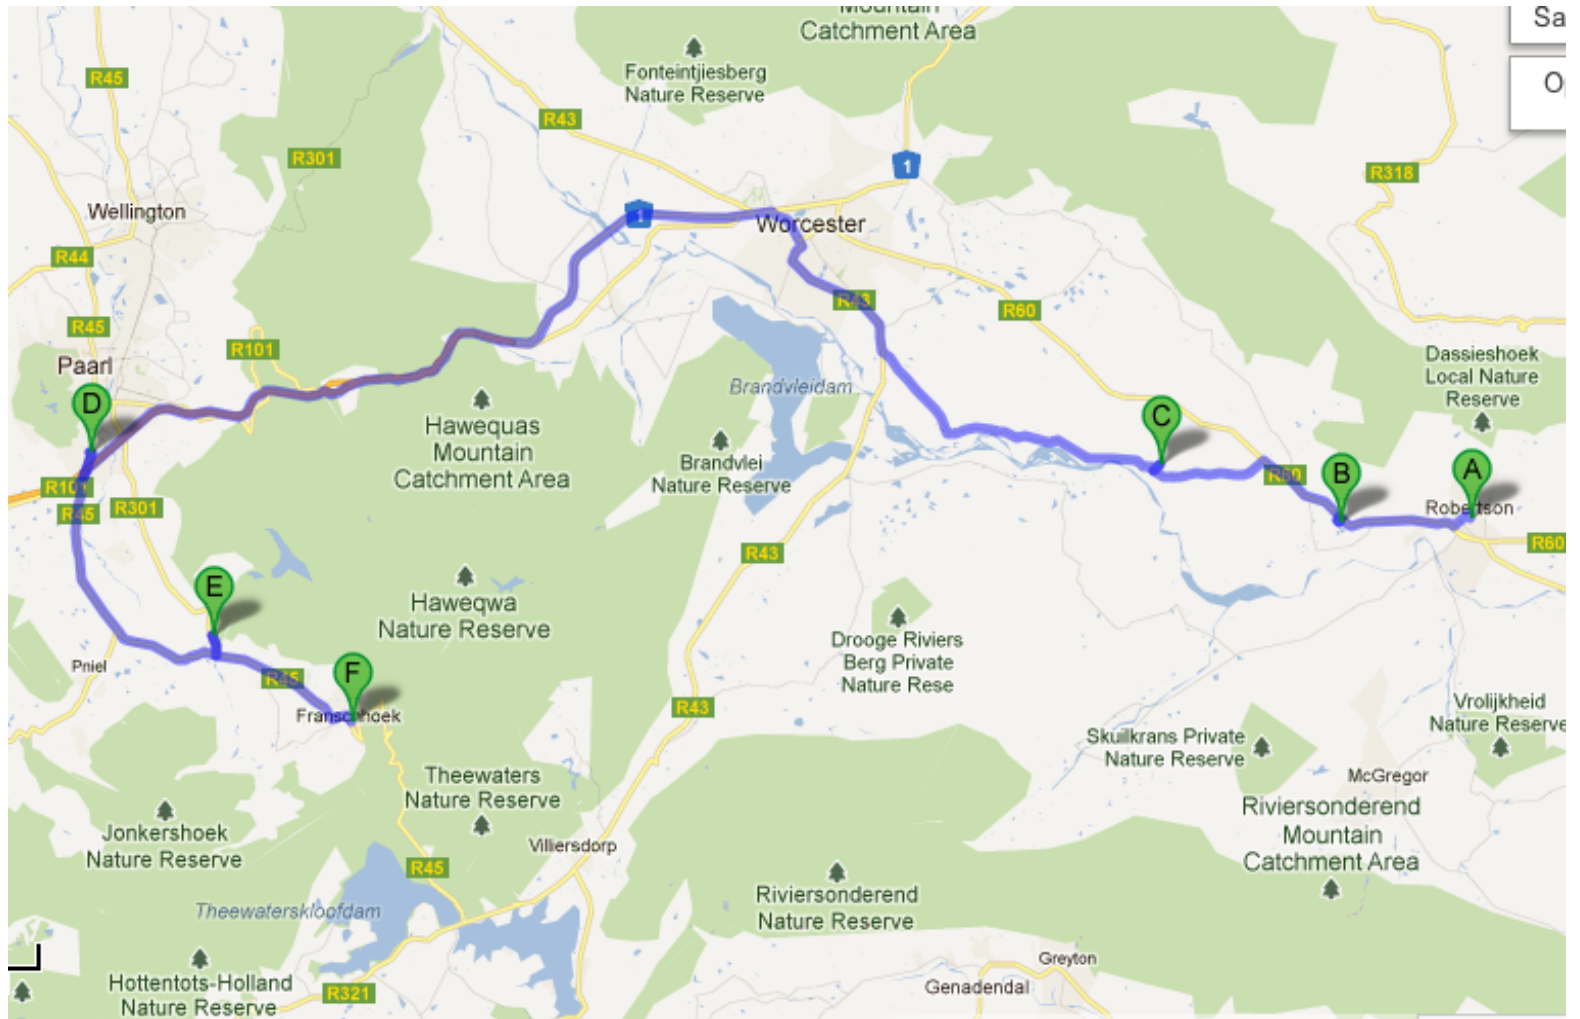 Mountain
Catchment Area
Sa
O
Fonteintjiesberg
Nature Reserve
R45
R43
R301
1
R318
Wellington
1
Worcester
R44
R43
R60
R45
R101
Paarl
Dassieshoek
Local Nature
Reserve
Brandvleidam
D
C
Hawequas
Mountain
Catchment Area
Brandvlei
Nature Reserve
R60
B
A
R101
R45
R301
Robertson
R60
R43
E
Haweqwa
Nature Reserve
Drooge Riviers
Berg Private
Nature Rese
Pniel
R45
F
Franschhoek
R43
Vrolijkheid
Nature Reserve
Skuilkrans Private
Nature Reserve
McGregor
Theewaters
Nature Reserve
Riviersonderend
Mountain
Catchment Area
Jonkershoek
Nature Reserve
Villiersdorp
R45
Riviersonderend
Nature Reserve
Theewaterskloofdam
Greyton
Hottentots-Holland
Nature Reserve
R321
Genadendal